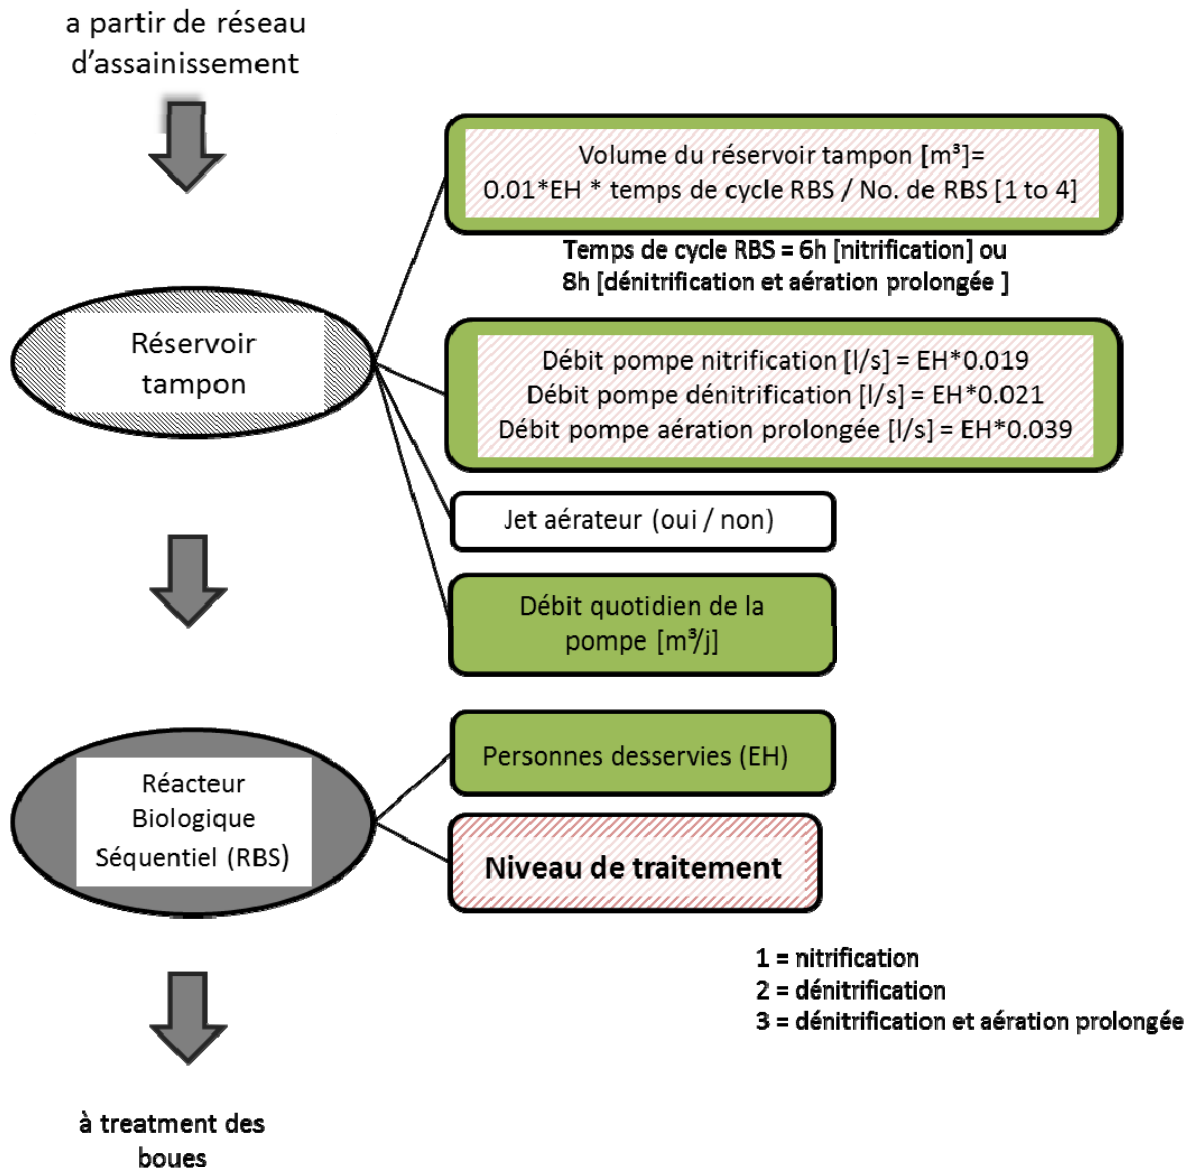 a partir de réseau
d’assainissement
Volume du réservoir tampon [m³]=
0.01*EH * temps de cycle RBS / No. de RBS [1 to 4]
Temps de cycle RBS = 6h [nitrification] ou
8h [dénitrification et aération prolongée ]
Réservoir
tampon
Débit pompe nitrification [l/s] = EH*0.019
Débit pompe dénitrification [l/s] = EH*0.021
Débit pompe aération prolongée [l/s] = EH*0.039
Jet aérateur (oui / non)
Débit quotidien de la
pompe [m³/j]
Personnes desservies (EH)
Réacteur
Biologique
Séquentiel (RBS)
Niveau de traitement
1 = nitrification
2 = dénitrification
3 = dénitrification et aération prolongée
à treatment des
boues